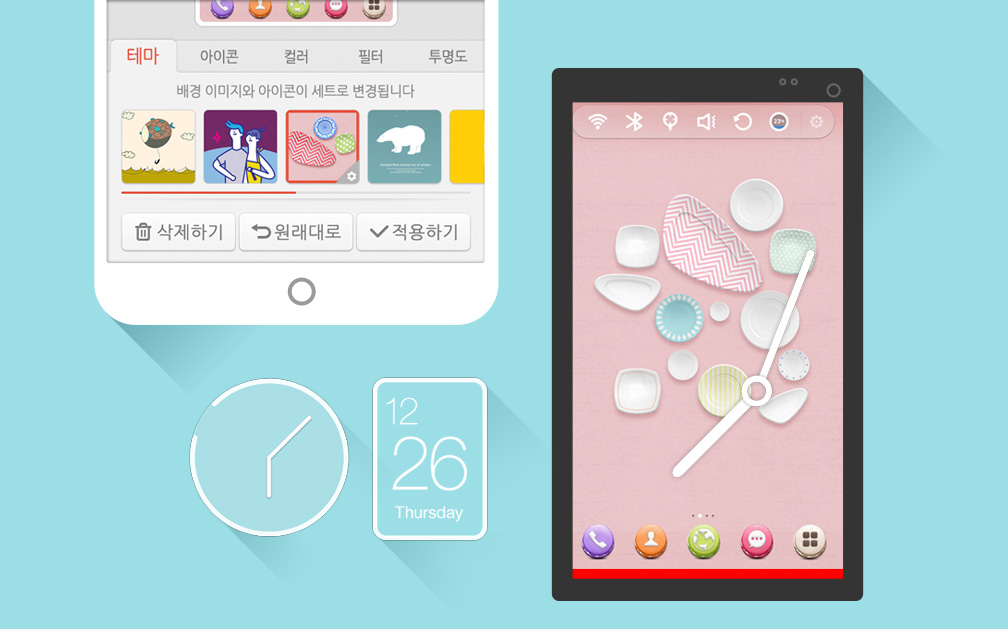 테마 아이콘 컬러 필터 투명도
배경 이미지와 아이콘이 세트로 변경됩니다
삭제하기 원래대로 적용하기
12
26
Thursday